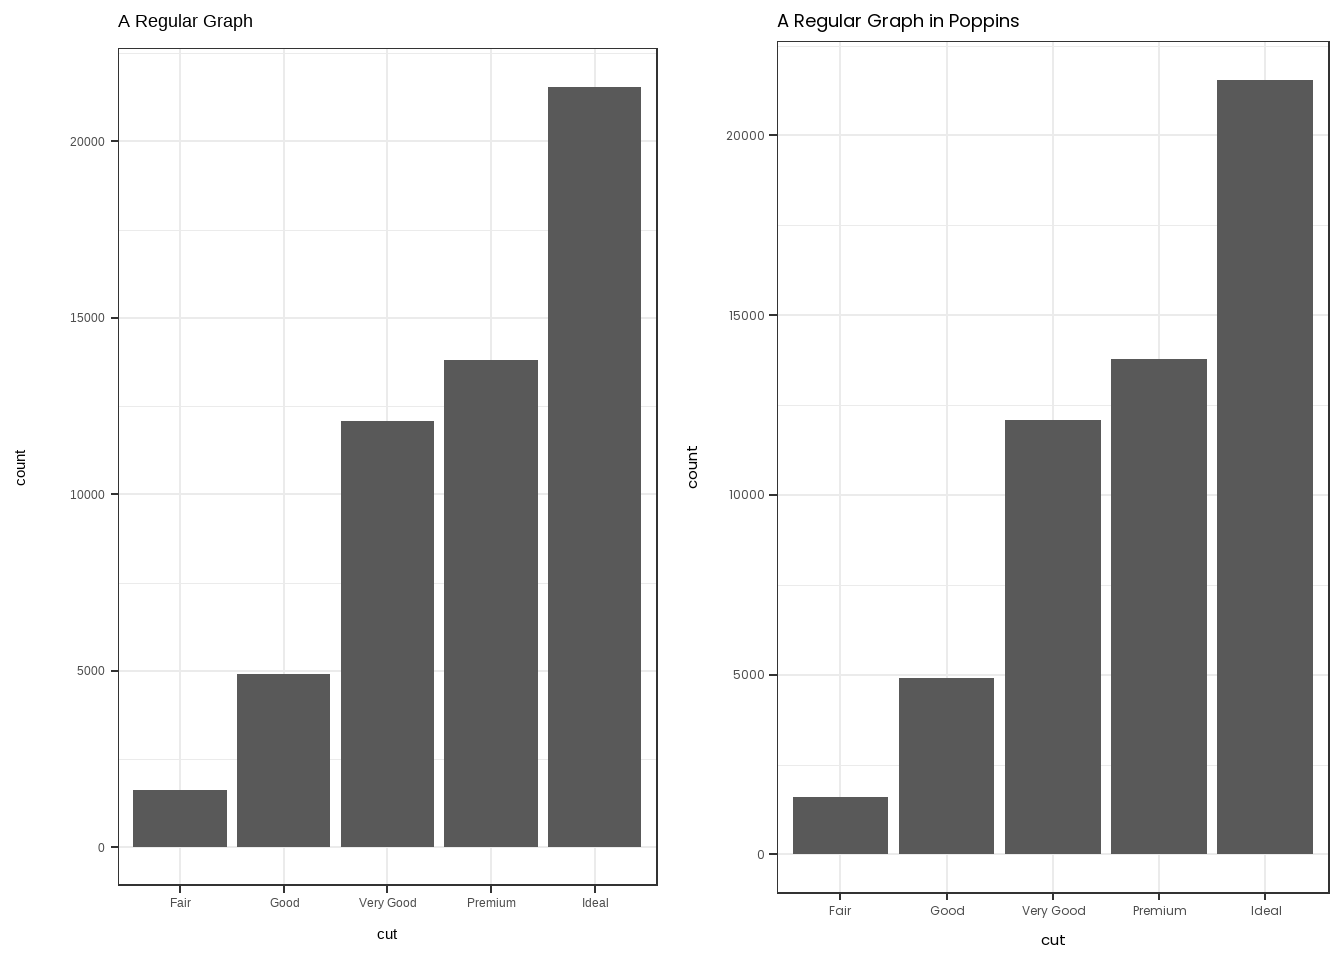 A Regular Graph
20000
15000
10000
5000
0
count
Fair Good Very Good Premium Ideal
cut
A Regular Graph in Poppins
20000
15000
10000
5000
0
count
Fair Good Very Good Premium Ideal
cut